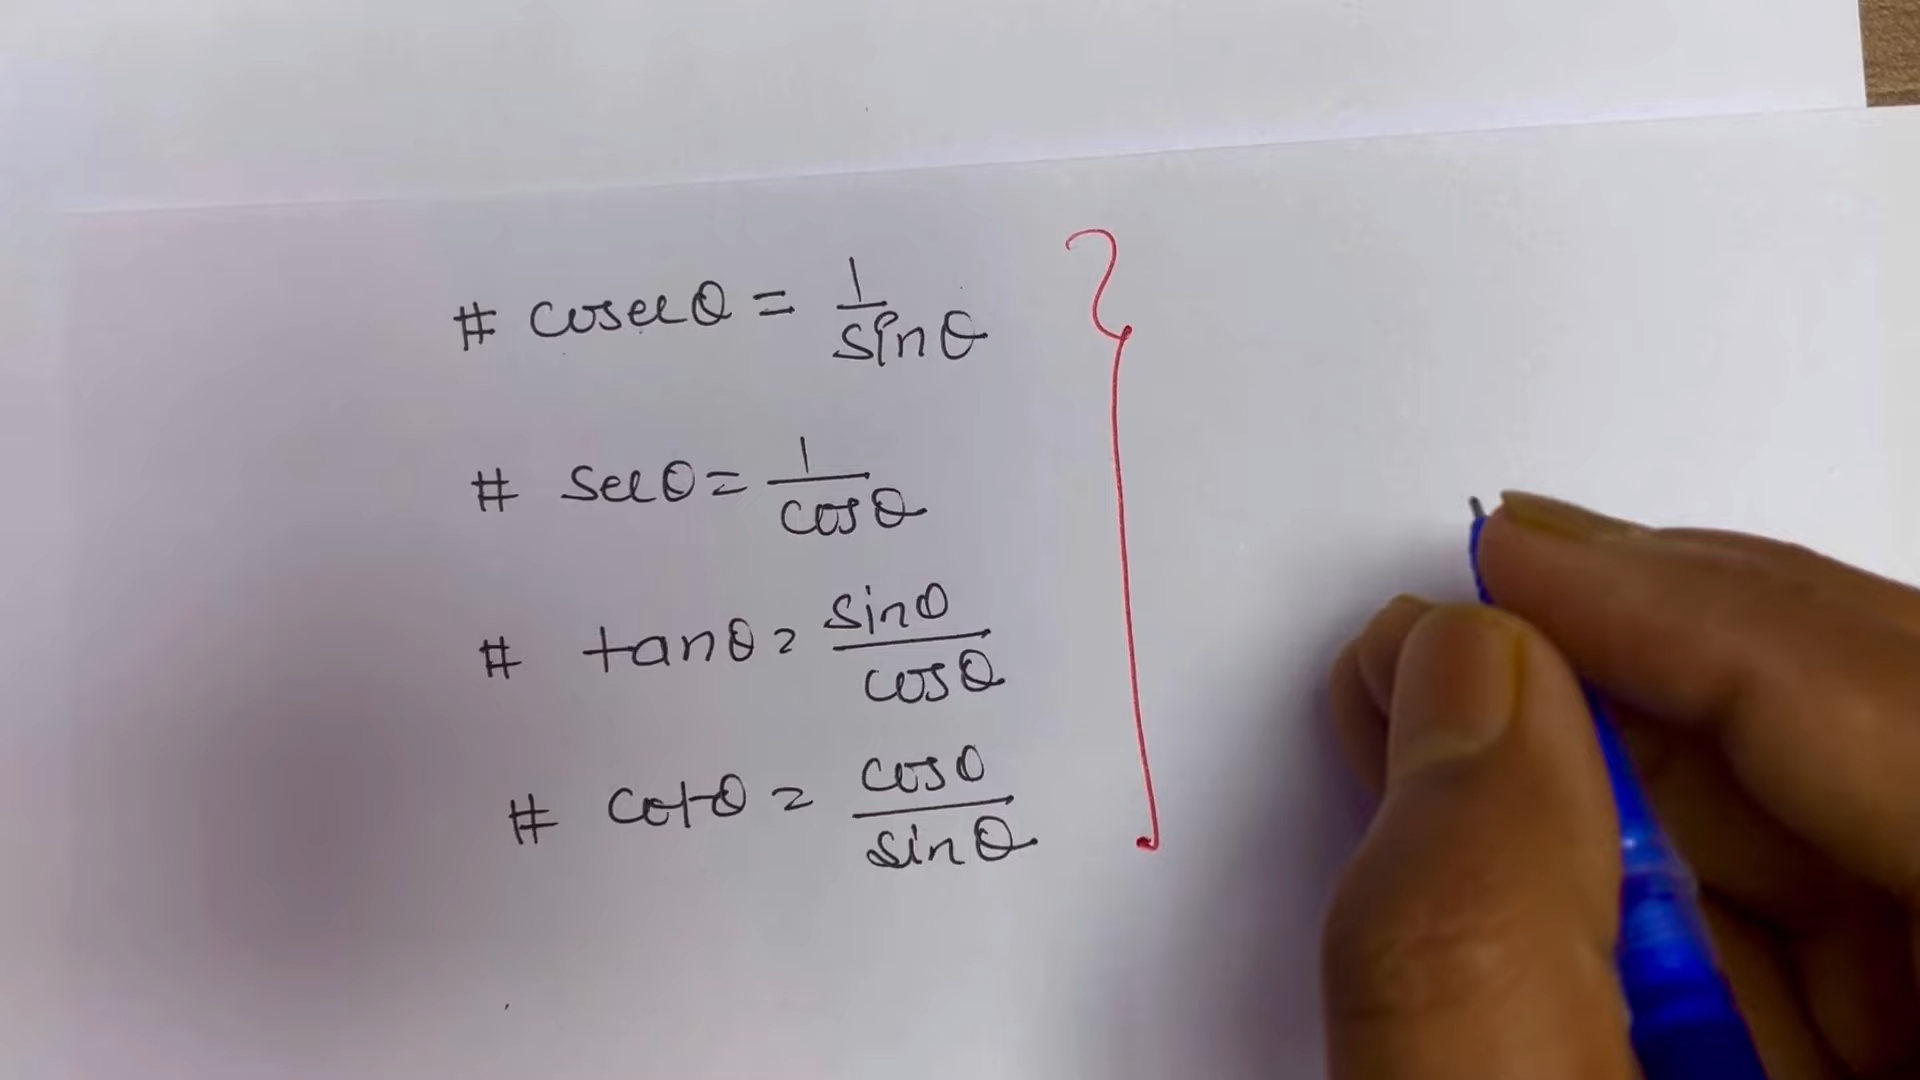 # cosecθ = 1/sinθ
# secθ = 1/cosθ
# tanθ = sinθ/cosθ
# cotθ = cosθ/sinθ